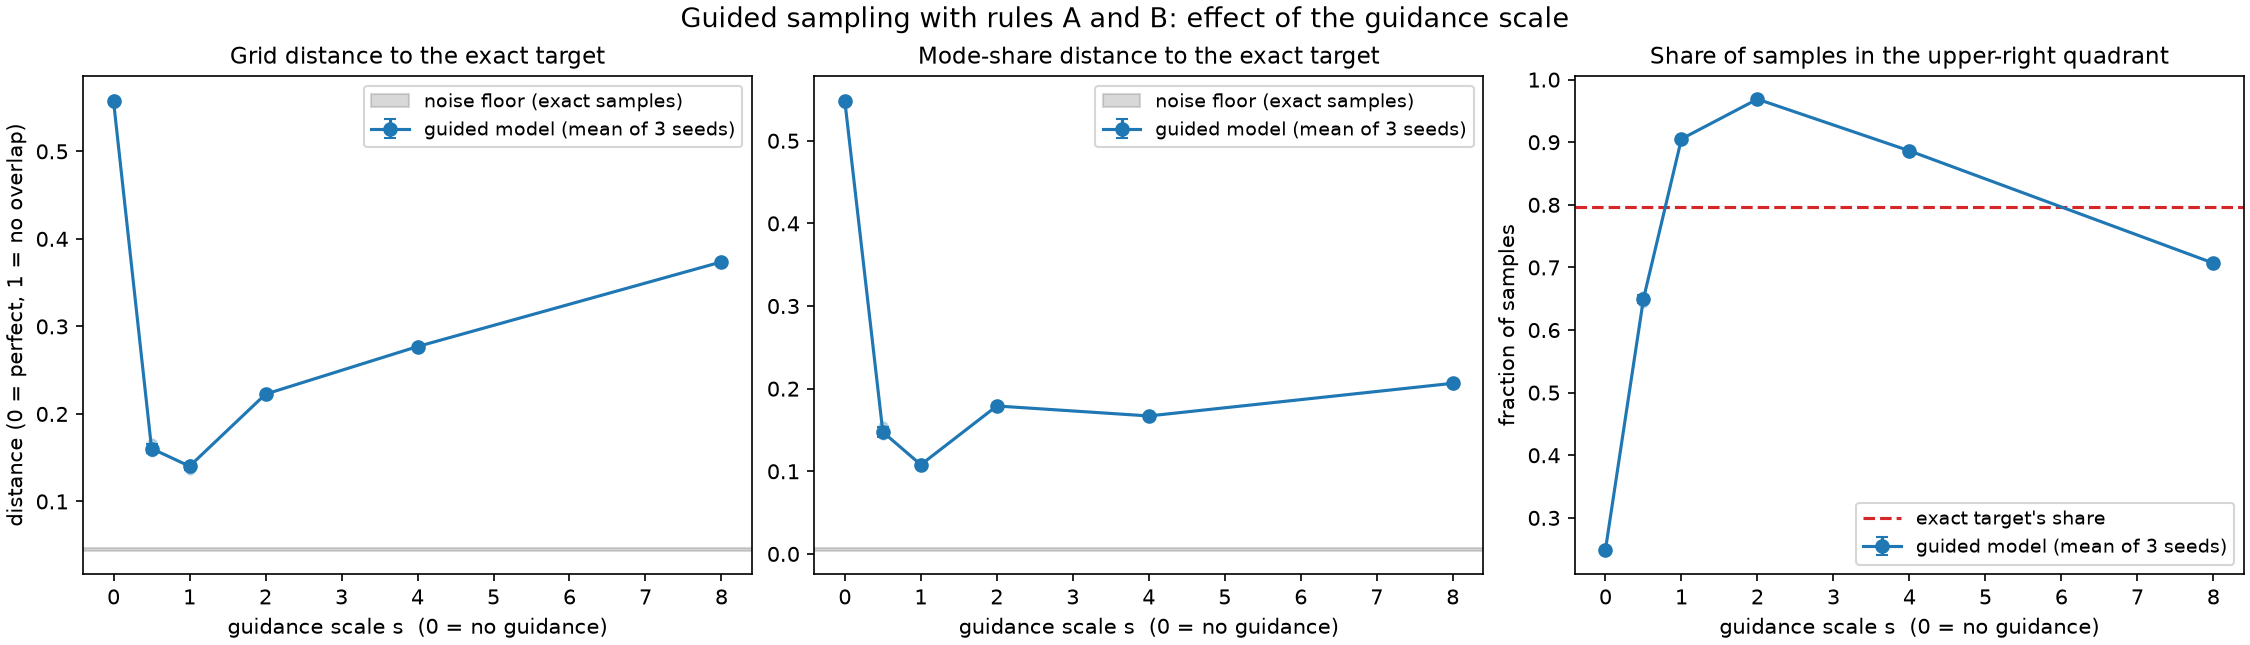 Guided sampling with rules A and B: effect of the guidance scale
Grid distance to the exact target
distance (0 = perfect, 1 = no overlap)
0.5
0.4
0.3
0.2
0.1
noise floor (exact samples)
guided model (mean of 3 seeds)
0 1 2 3 4 5 6 7 8
guidance scale s (0 = no guidance)
Mode-share distance to the exact target
0.5
0.4
0.3
0.2
0.1
0.0
noise floor (exact samples)
guided model (mean of 3 seeds)
0 1 2 3 4 5 6 7 8
guidance scale s (0 = no guidance)
Share of samples in the upper-right quadrant
fraction of samples
1.0
0.9
0.8
0.7
0.6
0.5
0.4
0.3
exact target's share
guided model (mean of 3 seeds)
0 1 2 3 4 5 6 7 8
guidance scale s (0 = no guidance)